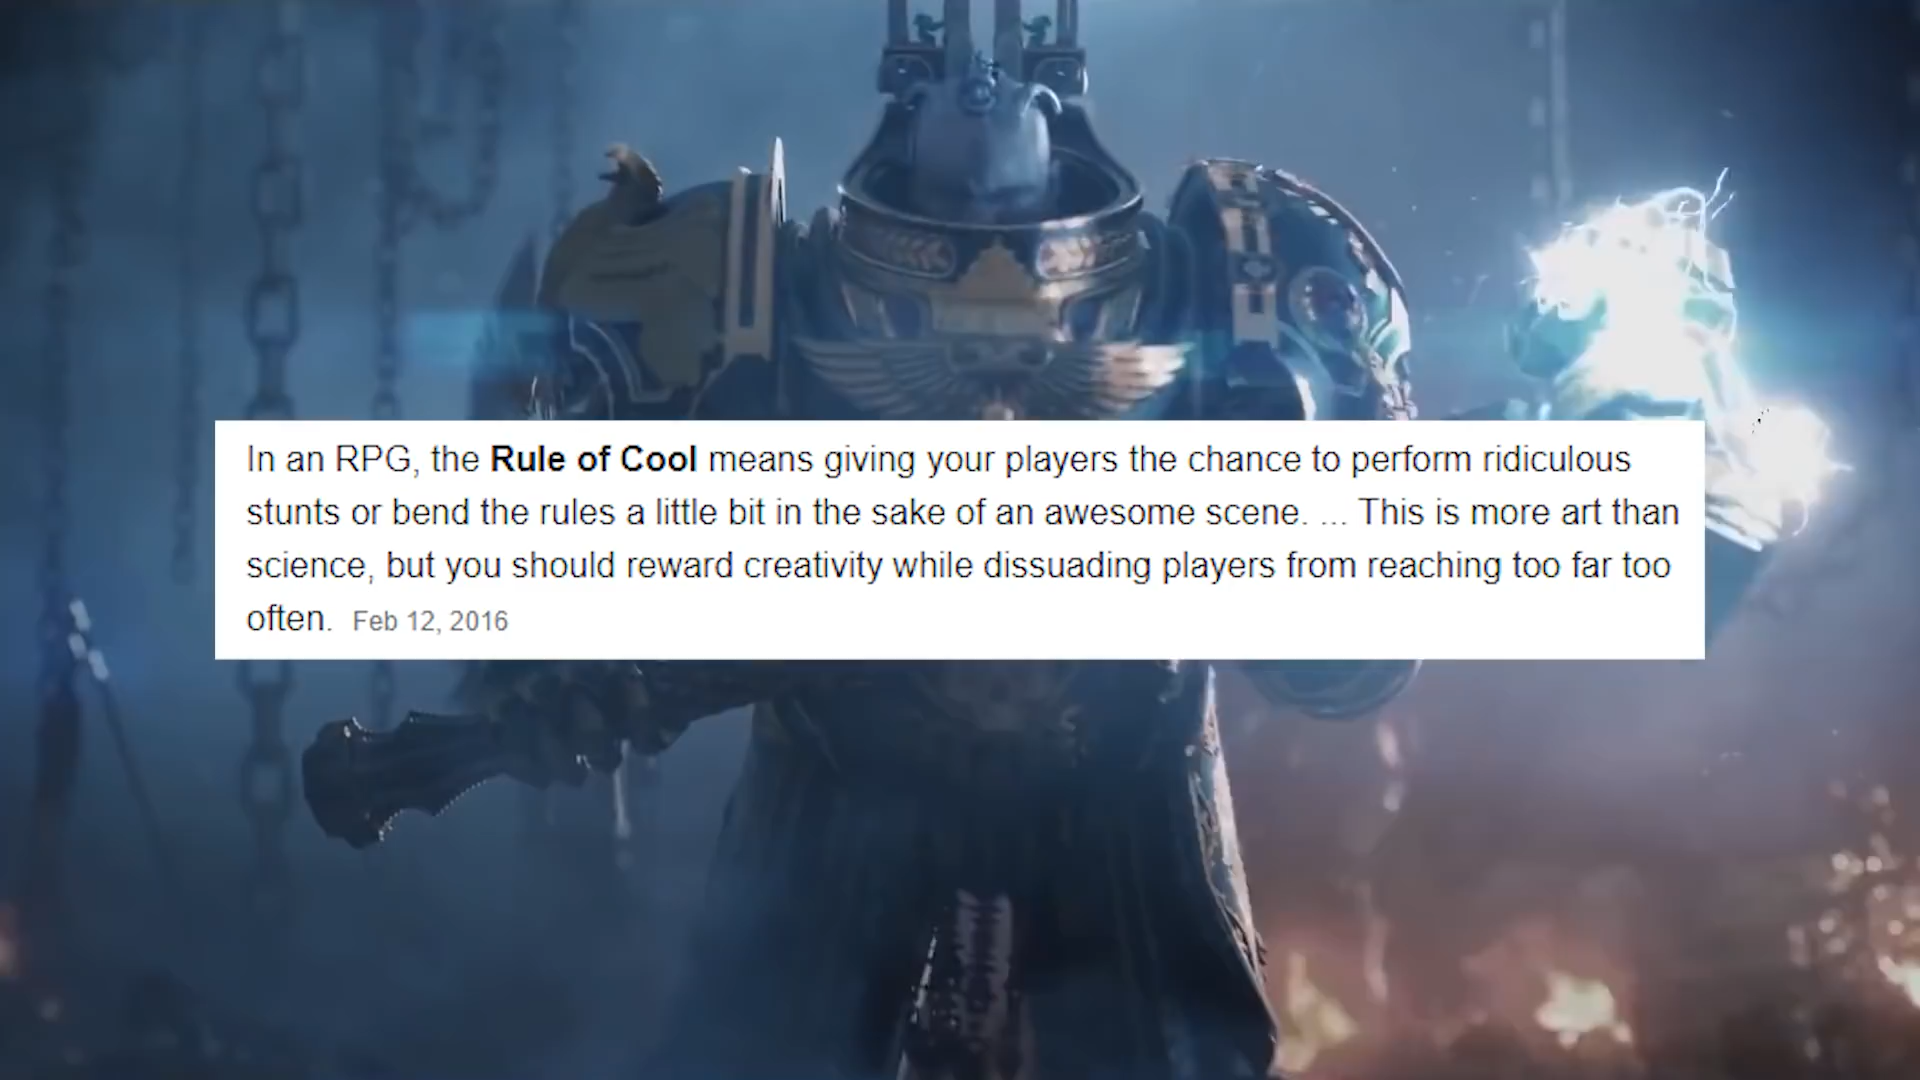 In an RPG, the Rule of Cool means giving your players the chance to perform ridiculous
stunts or bend the rules a little bit in the sake of an awesome scene. ... This is more art than
science, but you should reward creativity while dissuading players from reaching too far too
often. Feb 12, 2016